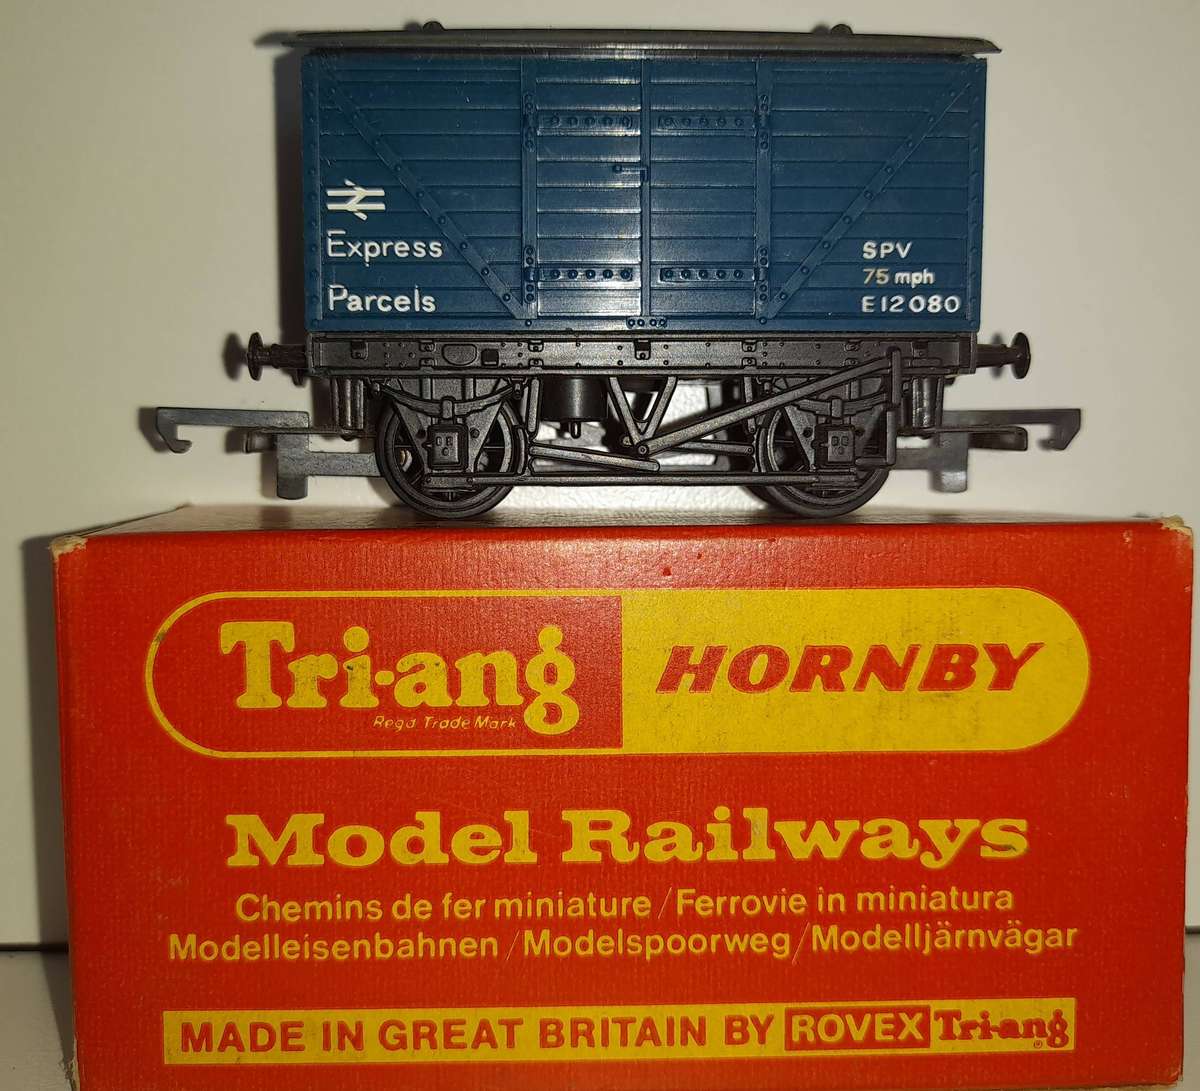 Express
Parcels
SPV
75 mph
E12080
Tri-ang HORNBY
Regd Trade Mark
Model Railways
Chemins de fer miniature / Ferrovie in miniatura
Modelleisenbahnen / Modelspoorweg / Modelljärnvägar
MADE IN GREAT BRITAIN BY ROVEX Tri-ang